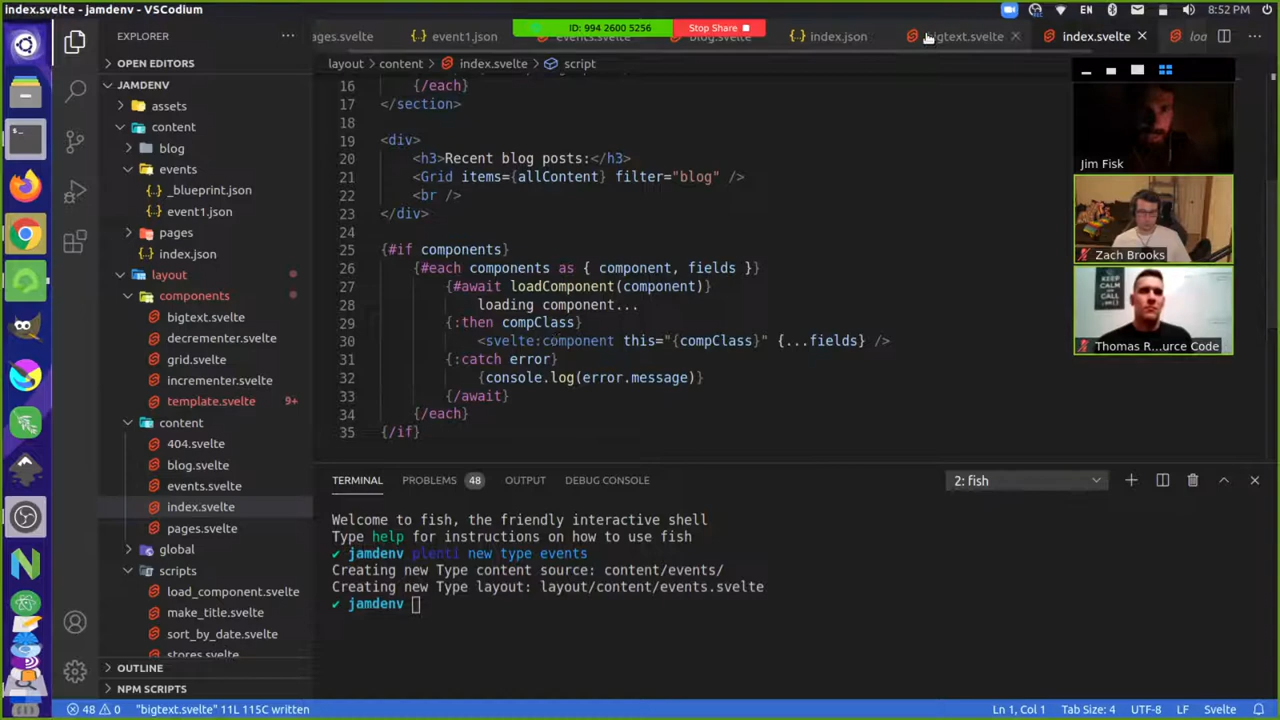 index.svelte - jamdenv - VSCodium
EN
8:52 PM
ID: 994 2600 5256
Stop Share
EXPLORER
ages.svelte
event1.json
events.svelte
blog.svelte
index.json
bigtext.svelte
index.svelte
loa
OPEN EDITORS
JAMDENV
assets
content
blog
events
_blueprint.json
event1.json
pages
index.json
layout
components
bigtext.svelte
decrementer.svelte
grid.svelte
incrementer.svelte
template.svelte 9+
content
404.svelte
blog.svelte
events.svelte
index.svelte
pages.svelte
global
scripts
load_component.svelte
make_title.svelte
sort_by_date.svelte
stores.svelte
OUTLINE
NPM SCRIPTS
layout > content > index.svelte > script
16 {/each}
17 </section>
18
19 <div>
20 <h3>Recent blog posts:</h3>
21 <Grid items={allContent} filter="blog" />
22 <br />
23 </div>
24
25 {#if components}
26 {#each components as { component, fields }}
27 {#await loadComponent(component)}
28 loading component...
29 {:then compClass}
30 <svelte:component this="{compClass}" {...fields} />
31 {:catch error}
32 {console.log(error.message)}
33 {/await}
34 {/each}
35 {/if}
Jim Fisk
Zach Brooks
KEEP
CALM
Thomas R...urce Code
TERMINAL PROBLEMS 48 OUTPUT DEBUG CONSOLE
2: fish
Welcome to fish, the friendly interactive shell
Type help for instructions on how to use fish
✔ jamdenv plenti new type events
Creating new Type content source: content/events/
Creating new Type layout: layout/content/events.svelte
✔ jamdenv
48 0 "bigtext.svelte" 11L 115C written
Ln 1, Col 1 Tab Size: 4 UTF-8 LF Svelte